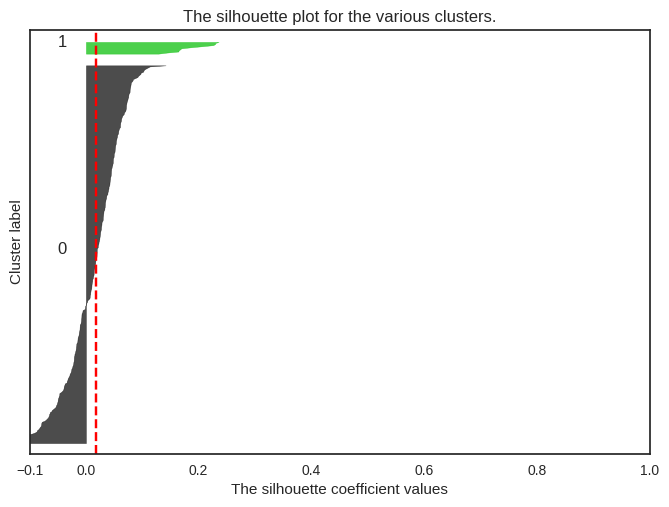 The silhouette plot for the various clusters.
1
0
Cluster label
−0.1 0.0 0.2 0.4 0.6 0.8 1.0
The silhouette coefficient values